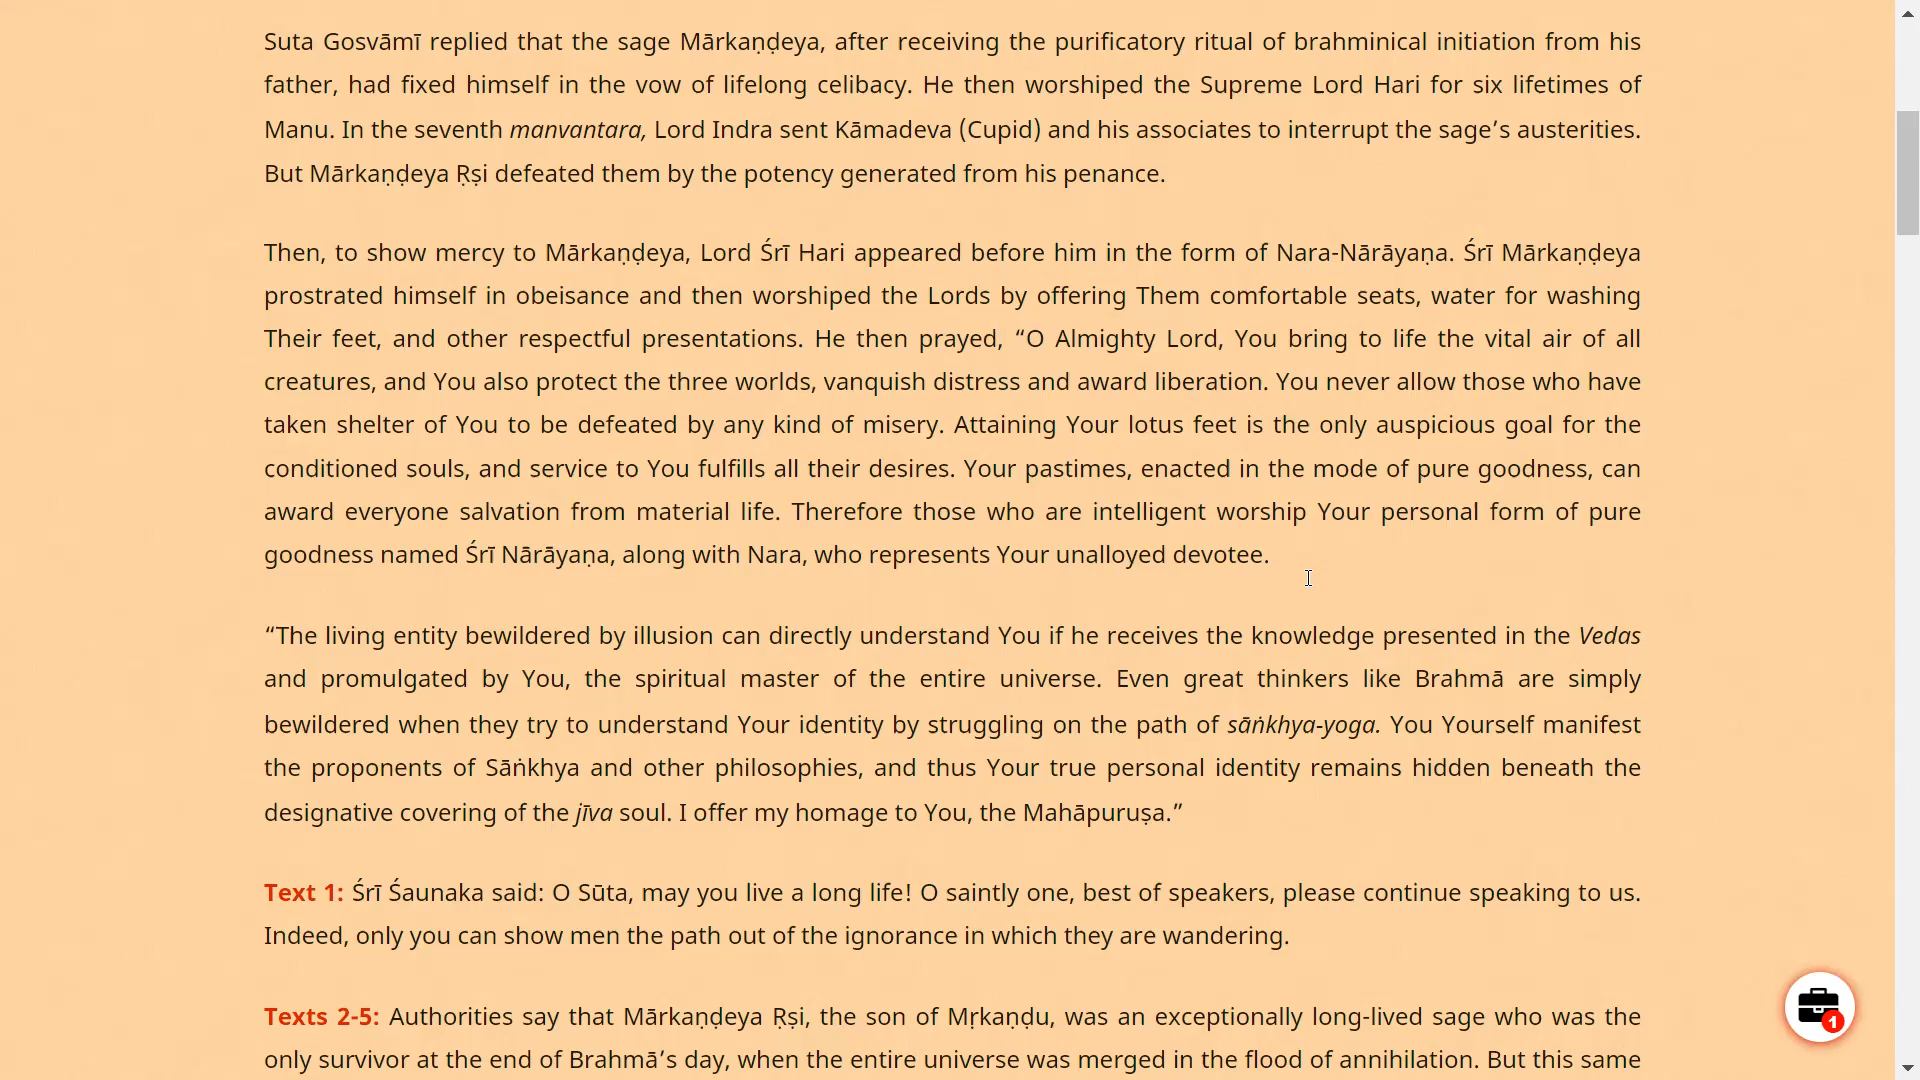 Suta Gosvāmī replied that the sage Mārkaṇḍeya, after receiving the purificatory ritual of brahminical initiation from his
father, had fixed himself in the vow of lifelong celibacy. He then worshiped the Supreme Lord Hari for six lifetimes of
Manu. In the seventh manvantara, Lord Indra sent Kāmadeva (Cupid) and his associates to interrupt the sage’s austerities.
But Mārkaṇḍeya Ṛṣi defeated them by the potency generated from his penance.
Then, to show mercy to Mārkaṇḍeya, Lord Śrī Hari appeared before him in the form of Nara-Nārāyaṇa. Śrī Mārkaṇḍeya
prostrated himself in obeisance and then worshiped the Lords by offering Them comfortable seats, water for washing
Their feet, and other respectful presentations. He then prayed, “O Almighty Lord, You bring to life the vital air of all
creatures, and You also protect the three worlds, vanquish distress and award liberation. You never allow those who have
taken shelter of You to be defeated by any kind of misery. Attaining Your lotus feet is the only auspicious goal for the
conditioned souls, and service to You fulfills all their desires. Your pastimes, enacted in the mode of pure goodness, can
award everyone salvation from material life. Therefore those who are intelligent worship Your personal form of pure
goodness named Śrī Nārāyaṇa, along with Nara, who represents Your unalloyed devotee.
“The living entity bewildered by illusion can directly understand You if he receives the knowledge presented in the Vedas
and promulgated by You, the spiritual master of the entire universe. Even great thinkers like Brahmā are simply
bewildered when they try to understand Your identity by struggling on the path of sāṅkhya-yoga. You Yourself manifest
the proponents of Sāṅkhya and other philosophies, and thus Your true personal identity remains hidden beneath the
designative covering of the jīva soul. I offer my homage to You, the Mahāpuruṣa.”
Text 1: Śrī Śaunaka said: O Sūta, may you live a long life! O saintly one, best of speakers, please continue speaking to us.
Indeed, only you can show men the path out of the ignorance in which they are wandering.
Texts 2-5: Authorities say that Mārkaṇḍeya Ṛṣi, the son of Mṛkaṇḍu, was an exceptionally long-lived sage who was the
only survivor at the end of Brahmā’s day, when the entire universe was merged in the flood of annihilation. But this same
1